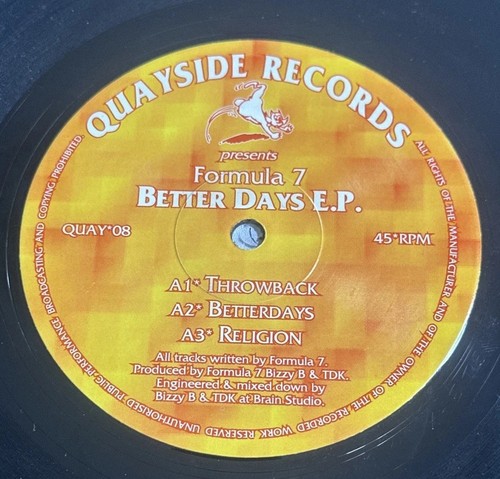 QUAYSIDE RECORDS
presents
Formula 7
BETTER DAYS E.P.
QUAY*08
45*RPM
A1* THROWBACK
A2* BETTERDAYS
A3* RELIGION
All tracks written by Formula 7.
Produced by Formula 7 Bizzy B & TDK.
Engineered & mixed down by
Bizzy B & TDK at Brain Studio.
ALL RIGHTS OF THE MANUFACTURER AND OF THE OWNER OF THE RECORDED WORK RESERVED UNAUTHORISED PUBLIC PERFORMANCE BROADCASTING AND COPYING PROHIBITED.